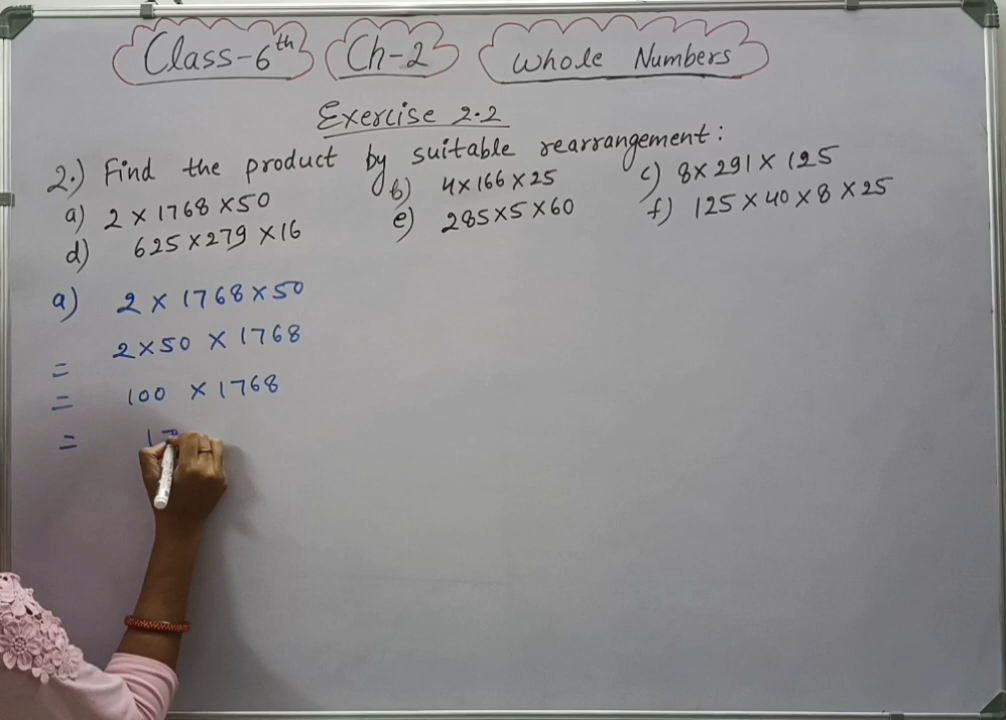 Class-6th Ch-2 Whole Numbers
Exercise 2.2
2.) Find the product by suitable rearrangement:
a) 2 × 1768 × 50 b) 4 × 166 × 25 c) 8 × 291 × 125
d) 625 × 279 × 16 e) 285 × 5 × 60 f) 125 × 40 × 8 × 25
a) 2 × 1768 × 50
= 2 × 50 × 1768
= 100 × 1768
= 1